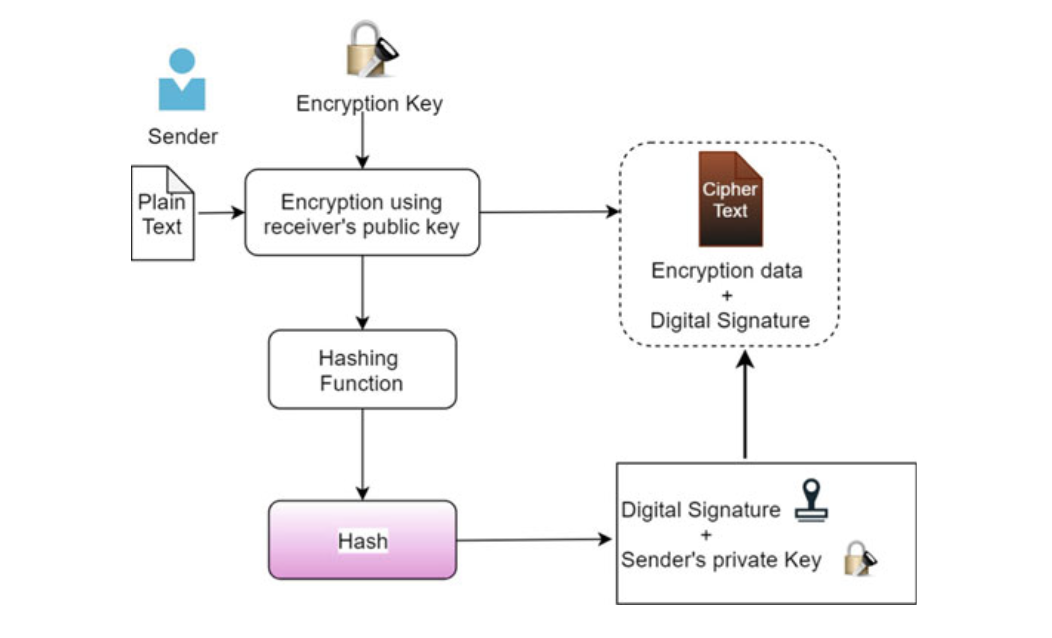 Encryption Key
Sender
Plain
Text
Encryption using
receiver's public key
Cipher
Text
Encryption data
+
Digital Signature
Hashing
Function
Hash
Digital Signature
+
Sender's private Key